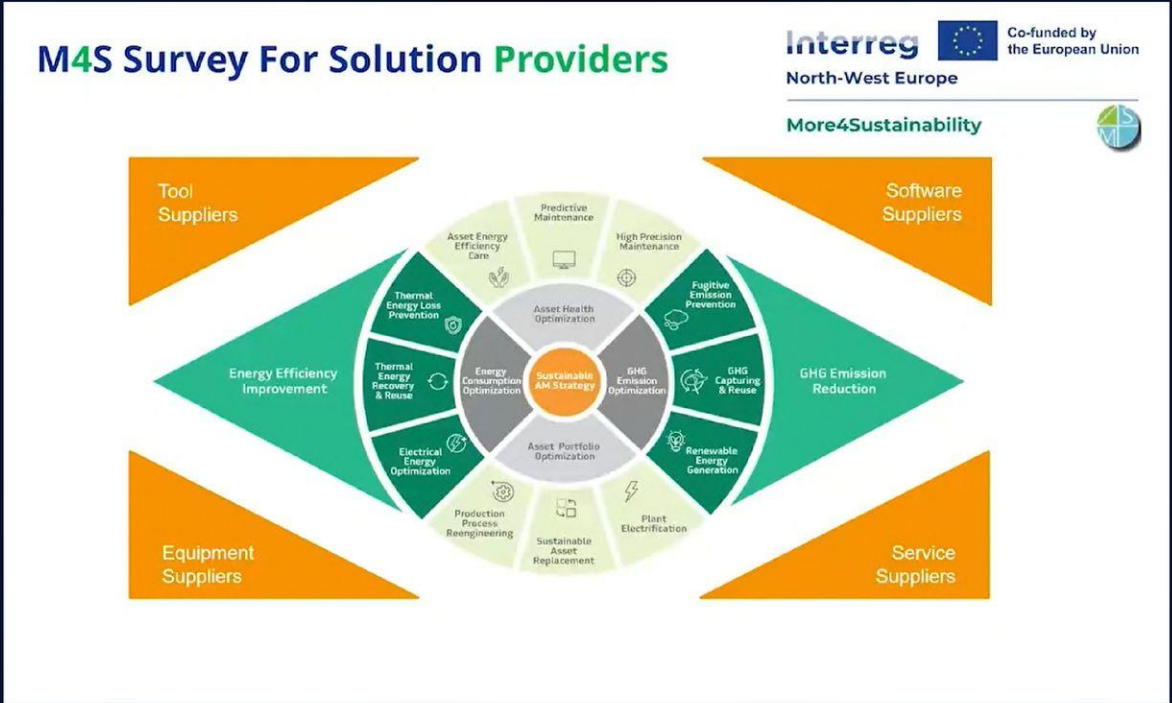 M4S Survey For Solution Providers
Interreg
Co-funded by
the European Union
North-West Europe
More4Sustainability
Tool
Suppliers
Software
Suppliers
Predictive
Maintenance
Asset Energy
Efficiency
Care
High Precision
Maintenance
Thermal
Energy Loss
Prevention
Fugitive
Emission
Prevention
Asset Health
Optimization
Energy Efficiency
Improvement
Thermal
Energy
Recovery
& Reuse
Energy
Consumption
Optimization
Sustainable
AM Strategy
GHG
Emission
Optimization
GHG
Capturing
& Reuse
GHG Emission
Reduction
Electrical
Energy
Optimization
Asset Portfolio
Optimization
Renewable
Energy
Generation
Production
Process
Reengineering
Sustainable
Asset
Replacement
Plant
Electrification
Equipment
Suppliers
Service
Suppliers
M
4
S